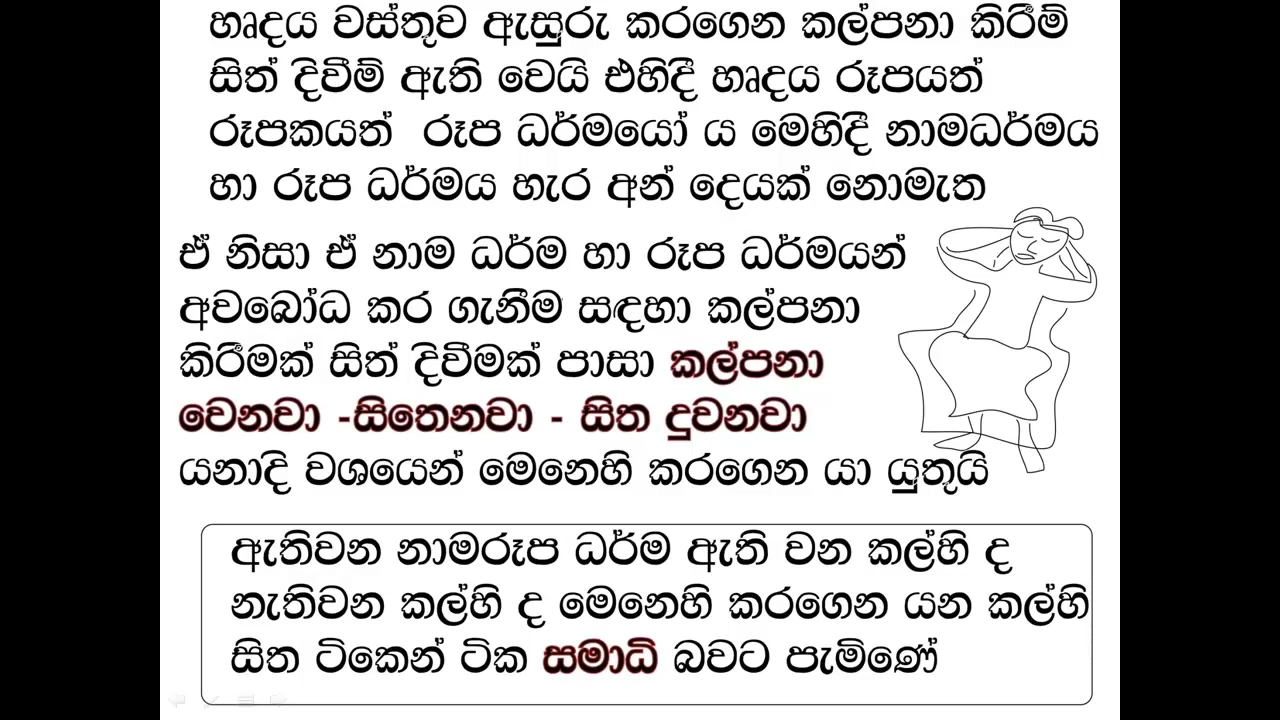 හෘදය වස්තුව ඇසුරු කරගෙන කල්පනා කිරීම්
සිත් දිවීම් ඇති වෙයි එහිදී හෘදය රූපයත්
රූපකයත් රූප ධර්මයෝ ය මෙහිදී නාමධර්මය
හා රූප ධර්මය හැර අන් දෙයක් නොමැත
ඒ නිසා ඒ නාම ධර්ම හා රූප ධර්මයන්
අවබෝධ කර ගැනීම සඳහා කල්පනා
කිරීමක් සිත් දිවීමක් පාසා කල්පනා
වෙනවා -සිතෙනවා - සිත දුවනවා
යනාදි වශයෙන් මෙනෙහි කරගෙන යා යුතුයි
ඇතිවන නාමරූප ධර්ම ඇති වන කල්හි ද
නැතිවන කල්හි ද මෙනෙහි කරගෙන යන කල්හි
සිත ටිකෙන් ටික සමාධි බවට පැමිණේ